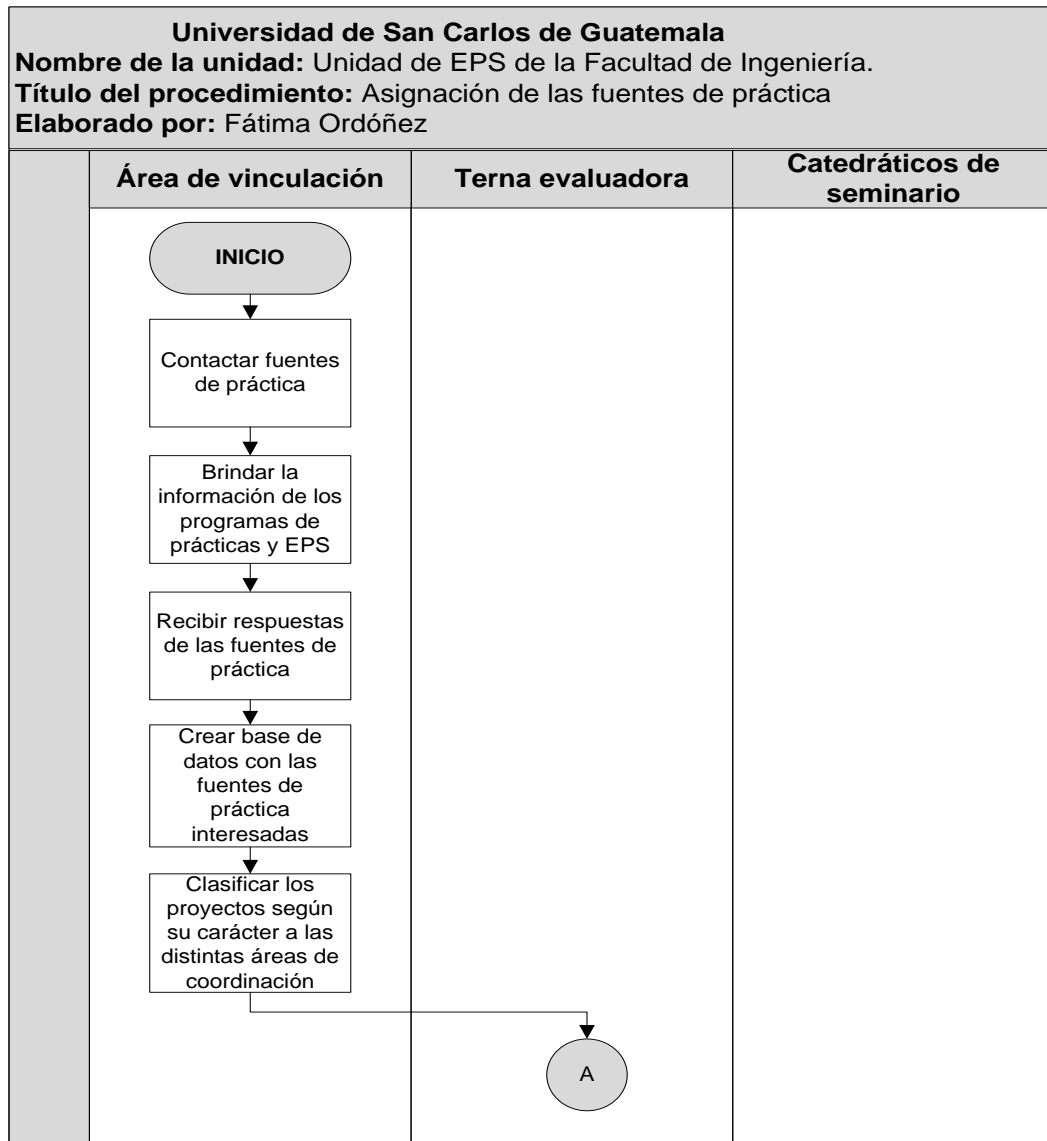 Universidad de San Carlos de Guatemala
Nombre de la unidad: Unidad de EPS de la Facultad de Ingeniería.
Título del procedimiento: Asignación de las fuentes de práctica
Elaborado por: Fátima Ordóñez
Área de vinculación
Terna evaluadora
Catedráticos de
seminario
INICIO
Contactar fuentes
de práctica
Brindar la
información de los
programas de
prácticas y EPS
Recibir respuestas
de las fuentes de
práctica
Crear base de
datos con las
fuentes de
práctica
interesadas
Clasificar los
proyectos según
su carácter a las
distintas áreas de
coordinación
A